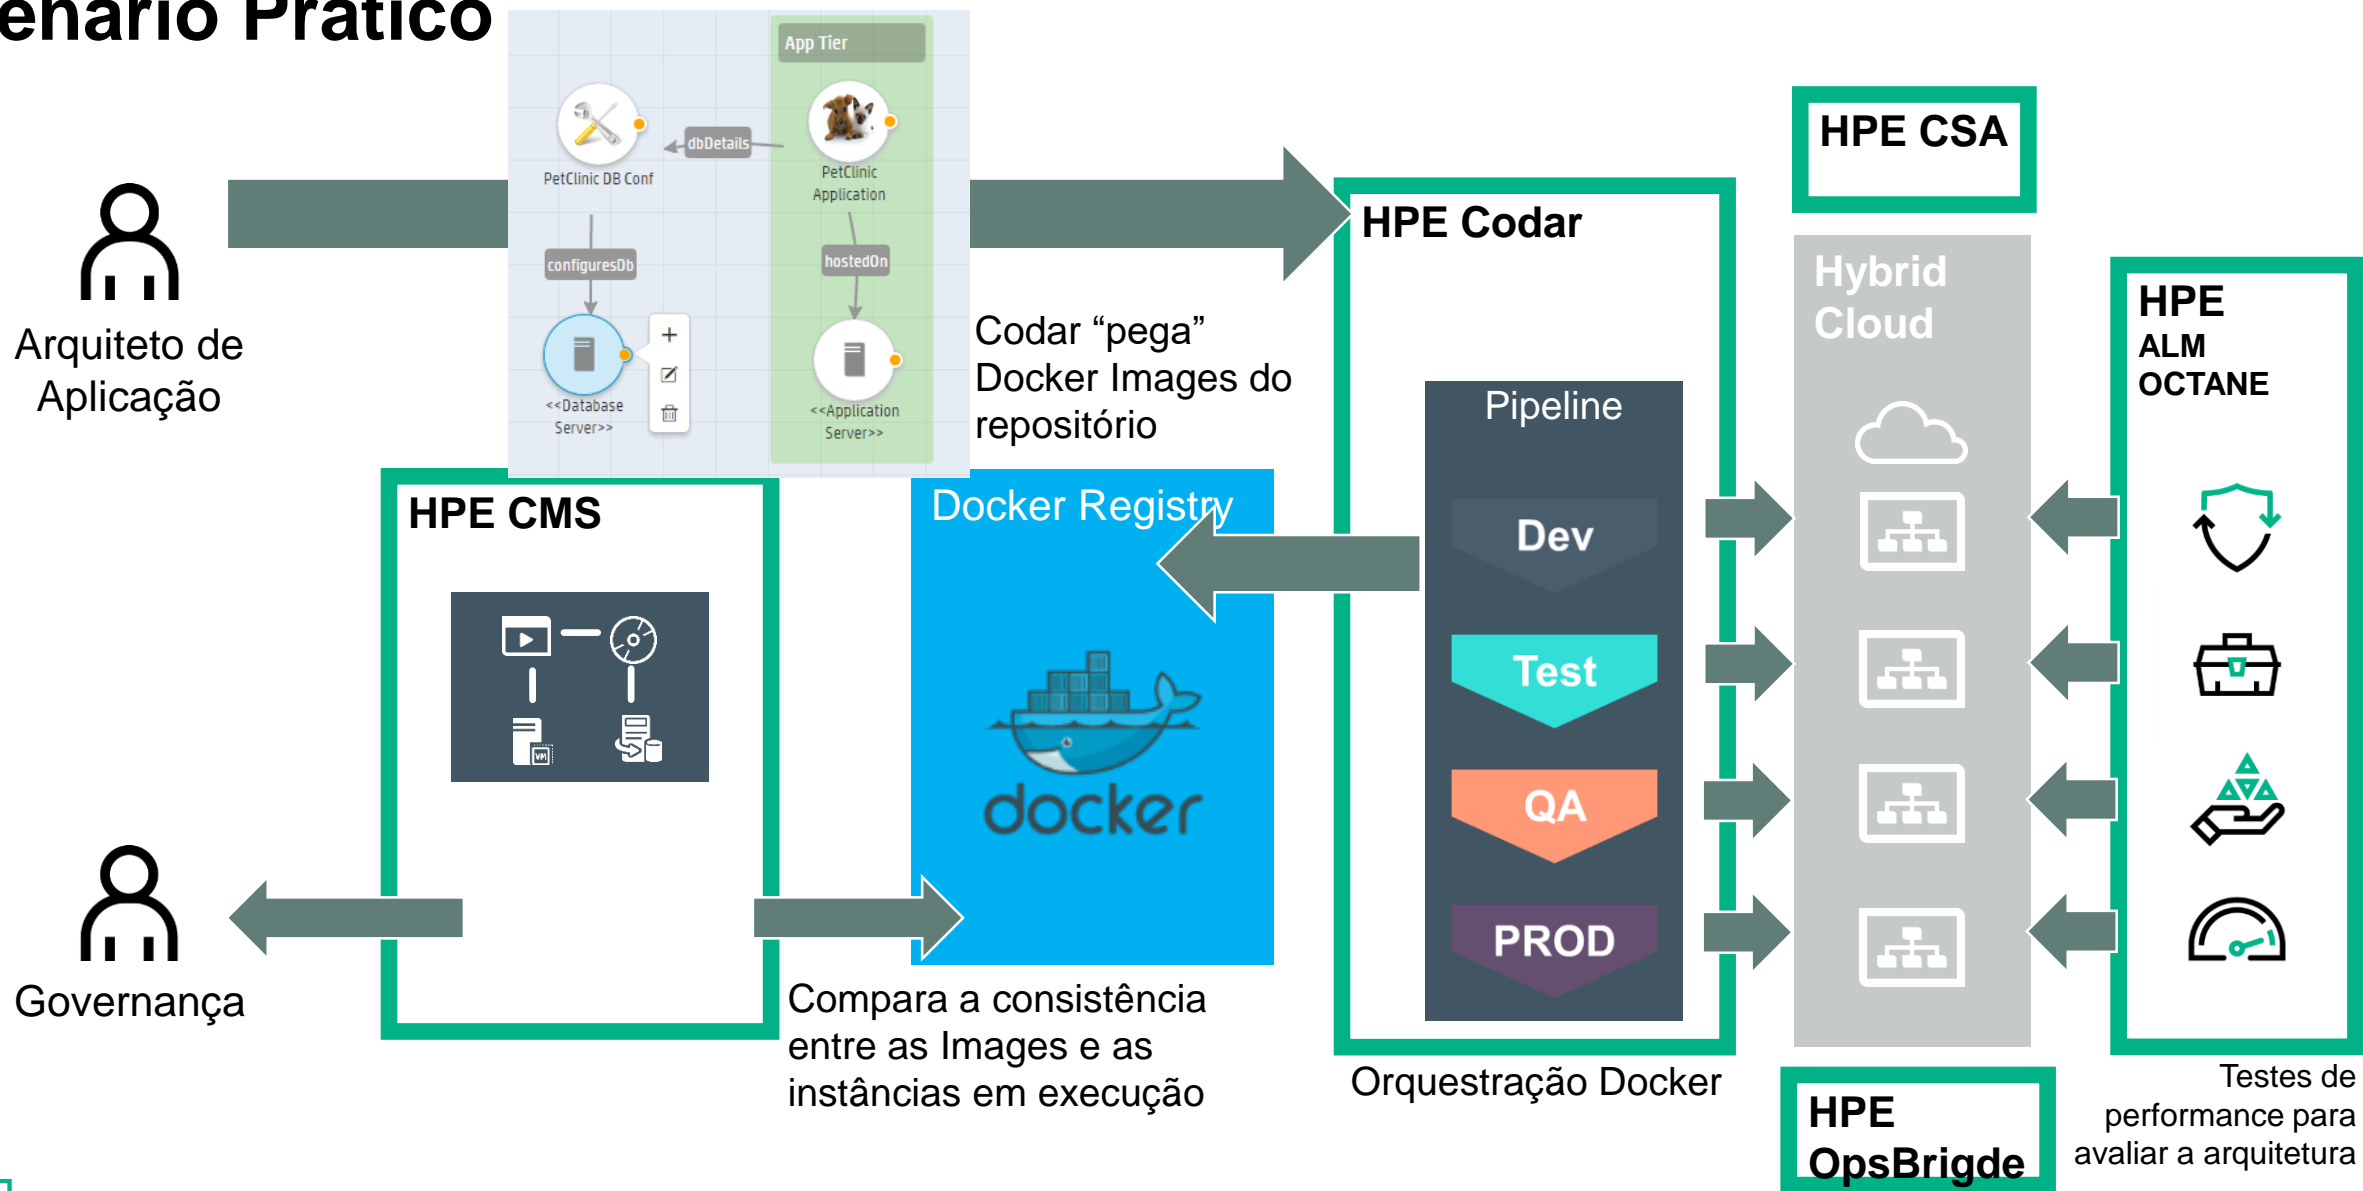 enário Prático
App Tier
dbDetails
PetClinic DB Conf
PetClinic
Application
configuresDb
hostedOn
<<Database
Server>>
<<Application
Server>>
Arquiteto de
Aplicação
Codar “pega”
Docker Images do
repositório
HPE CMS
VM
Docker Registry
docker
Governança
Compara a consistência
entre as Images e as
instâncias em execução
HPE Codar
Pipeline
Dev
Test
QA
PROD
Orquestração Docker
HPE CSA
Hybrid
Cloud
HPE
OpsBrigde
HPE
ALM
OCTANE
Testes de
performance para
avaliar a arquitetura